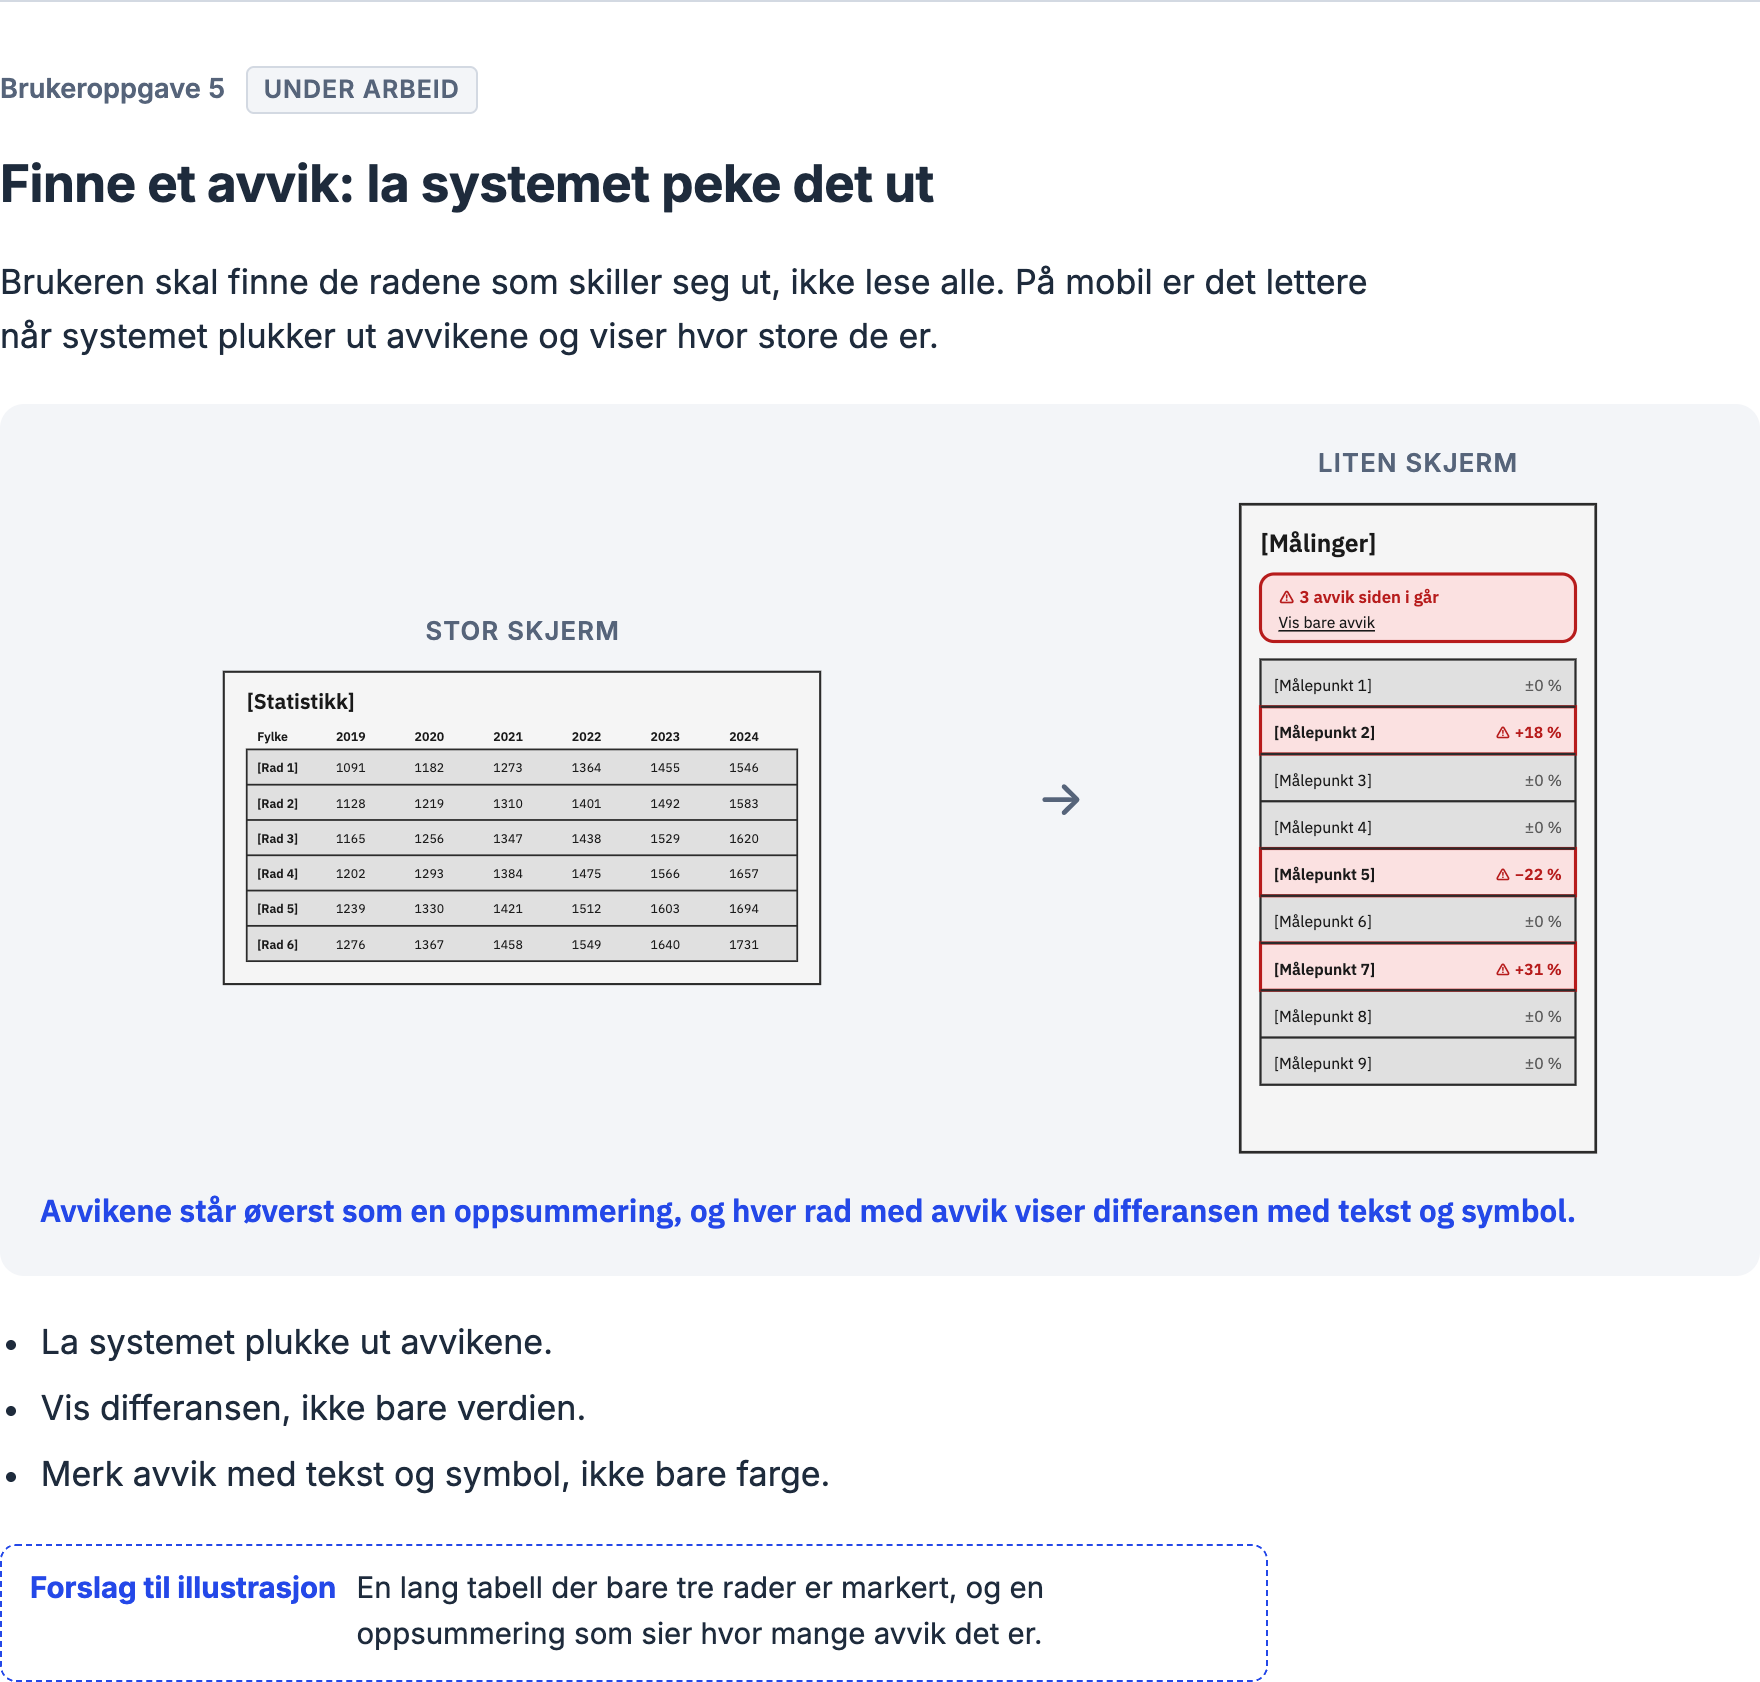 Brukeroppgave 5 UNDER ARBEID
Finne et avvik: la systemet peke det ut
Brukeren skal finne de radene som skiller seg ut, ikke lese alle. På mobil er det lettere
når systemet plukker ut avvikene og viser hvor store de er.
STOR SKJERM
[Statistikk]
Fylke 2019 2020 2021 2022 2023 2024
[Rad 1] 1091 1182 1273 1364 1455 1546
[Rad 2] 1128 1219 1310 1401 1492 1583
[Rad 3] 1165 1256 1347 1438 1529 1620
[Rad 4] 1202 1293 1384 1475 1566 1657
[Rad 5] 1239 1330 1421 1512 1603 1694
[Rad 6] 1276 1367 1458 1549 1640 1731
→
LITEN SKJERM
[Målinger]
⚠ 3 avvik siden i går
Vis bare avvik
[Målepunkt 1] ±0 %
[Målepunkt 2] ⚠ +18 %
[Målepunkt 3] ±0 %
[Målepunkt 4] ±0 %
[Målepunkt 5] ⚠ −22 %
[Målepunkt 6] ±0 %
[Målepunkt 7] ⚠ +31 %
[Målepunkt 8] ±0 %
[Målepunkt 9] ±0 %
Avvikene står øverst som en oppsummering, og hver rad med avvik viser differansen med tekst og symbol.
• La systemet plukke ut avvikene.
• Vis differansen, ikke bare verdien.
• Merk avvik med tekst og symbol, ikke bare farge.
Forslag til illustrasjon En lang tabell der bare tre rader er markert, og en
oppsummering som sier hvor mange avvik det er.